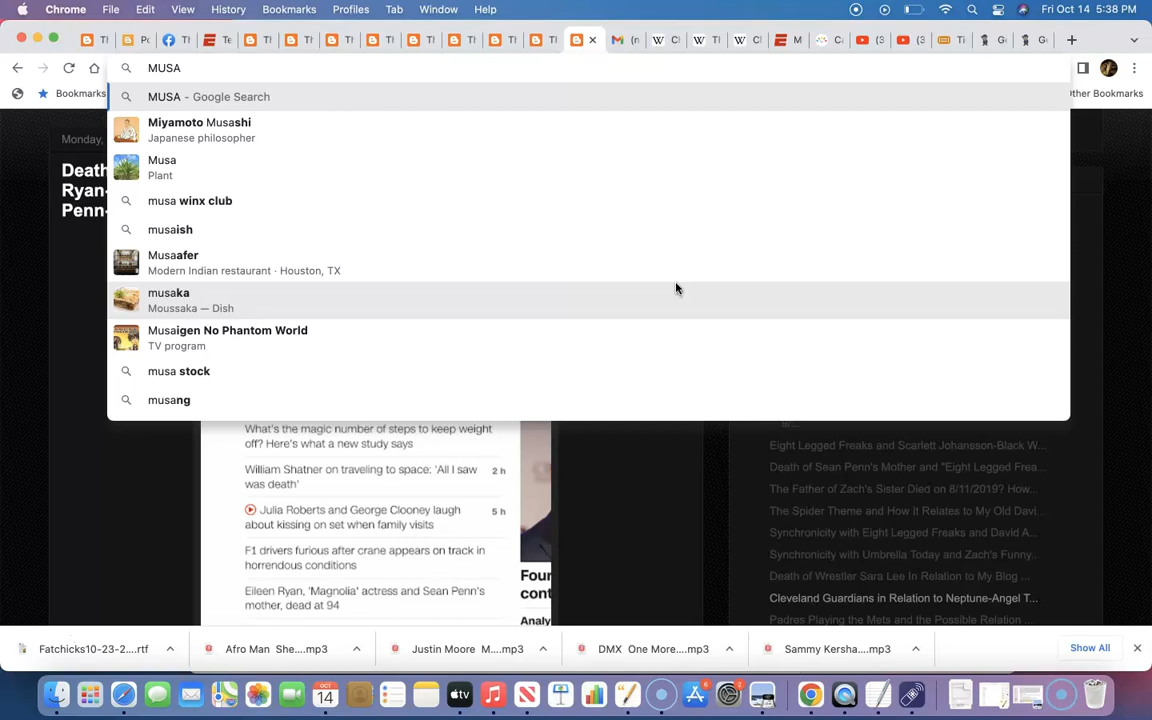 Chrome File Edit View History Bookmarks Profiles Tab Window Help Fri Oct 14 5:38 PM
MUSA
Bookmarks
Other Bookmarks
MUSA - Google Search
Miyamoto Musashi
Japanese philosopher
Musa
Plant
musa winx club
musaish
Musaafer
Modern Indian restaurant · Houston, TX
musaka
Moussaka — Dish
Musaigen No Phantom World
TV program
musa stock
musang
Monday,
Death
Ryan-
Penn-
What's the magic number of steps to keep weight
off? Here's what a new study says
William Shatner on traveling to space: 'All I saw 2 h
was death'
Julia Roberts and George Clooney laugh 5 h
about kissing on set when family visits
F1 drivers furious after crane appears on track in
horrendous conditions
Eileen Ryan, 'Magnolia' actress and Sean Penn's
mother, dead at 94
Four
cont
Analy
ar...
Eight Legged Freaks and Scarlett Johansson-Black W...
Death of Sean Penn's Mother and "Eight Legged Frea...
The Father of Zach's Sister Died on 8/11/2019? How...
The Spider Theme and How It Relates to My Old Davi...
Synchronicity with Eight Legged Freaks and David A...
Synchronicity with Umbrella Today and Zach's Funny...
Death of Wrestler Sara Lee In Relation to My Blog ...
Cleveland Guardians in Relation to Neptune-Angel T...
Padres Playing the Mets and the Possible Relation ...
Fatchicks10-23-2....rtf Afro Man She....mp3 Justin Moore M....mp3 DMX One More....mp3 Sammy Kersha....mp3 Show All
OCT
14
tv
6
2